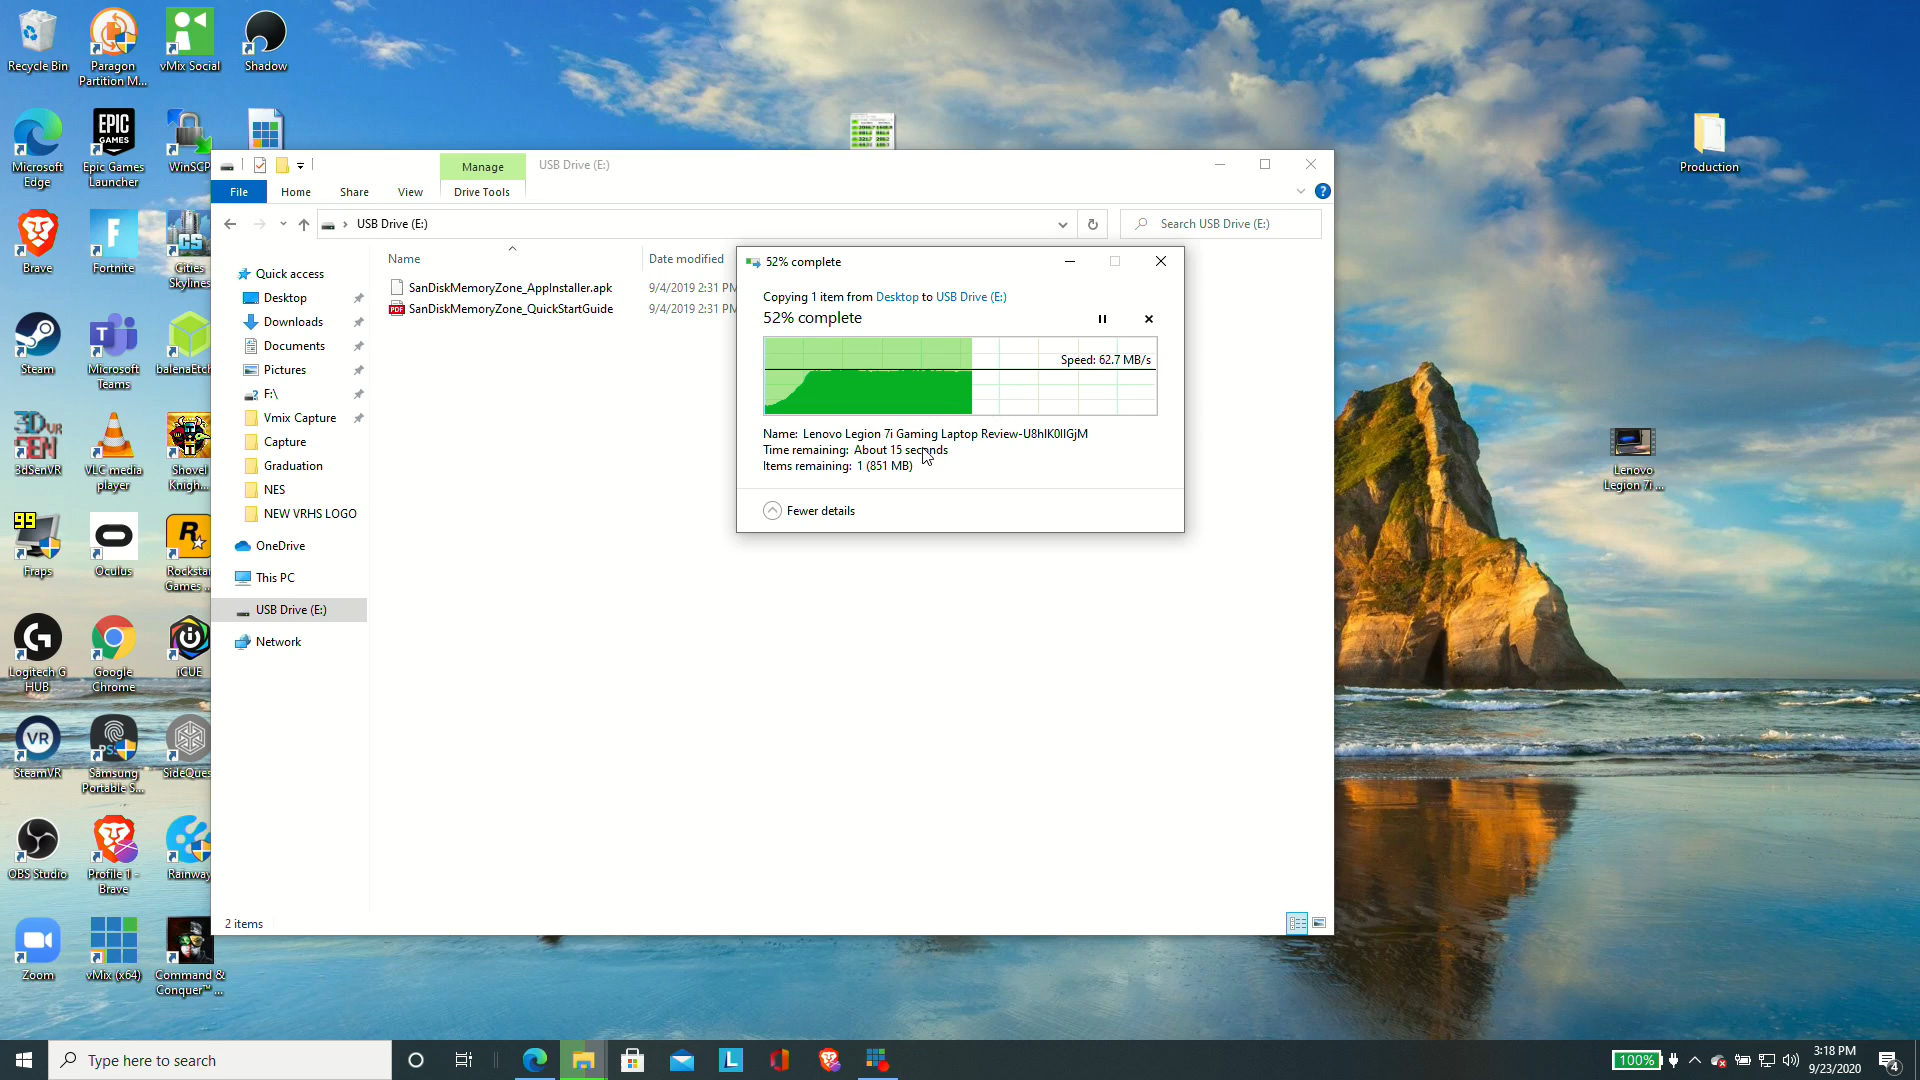 Recycle Bin
Paragon
Partition M...
vMix Social
Shadow
Microsoft
Edge
EPIC
GAMES
Epic Games
Launcher
WinSCP
Production
Brave
Fortnite
Cities
Skylines
Steam
Microsoft
Teams
balenaEtch
3dSenVR
VLC media
player
Shovel
Knigh...
Fraps
Oculus
Rockstar
Games ...
Logitech G
HUB
Google
Chrome
iCUE
SteamVR
Samsung
Portable S...
SideQues
OBS Studio
Profile 1 -
Brave
Rainway
Zoom
vMix (x64)
Command &
Conquer™ ...
Lenovo
Legion 7i ...
Manage
USB Drive (E:)
File
Home
Share
View
Drive Tools
USB Drive (E:)
Search USB Drive (E:)
Quick access
Desktop
Downloads
Documents
Pictures
F:\
Vmix Capture
Capture
Graduation
NES
NEW VRHS LOGO
OneDrive
This PC
USB Drive (E:)
Network
Name
Date modified
SanDiskMemoryZone_AppInstaller.apk
9/4/2019 2:31 PM
SanDiskMemoryZone_QuickStartGuide
9/4/2019 2:31 PM
2 items
52% complete
Copying 1 item from Desktop to USB Drive (E:)
52% complete
Speed: 62.7 MB/s
Name: Lenovo Legion 7i Gaming Laptop Review-U8hlK0lIGjM
Time remaining: About 15 seconds
Items remaining: 1 (851 MB)
Fewer details
Type here to search
100%
3:18 PM
9/23/2020
4